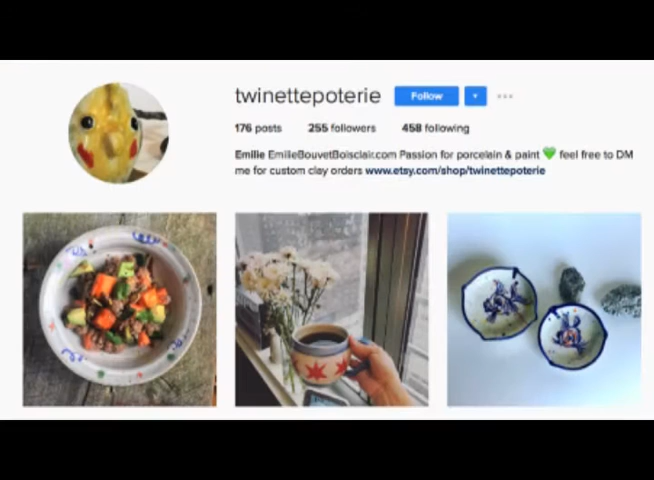 twinettepoterie Follow
176 posts 255 followers 458 following
Emilie EmilieBouvetBoisclair.com Passion for porcelain & paint 💚 feel free to DM
me for custom clay orders www.etsy.com/shop/twinettepoterie